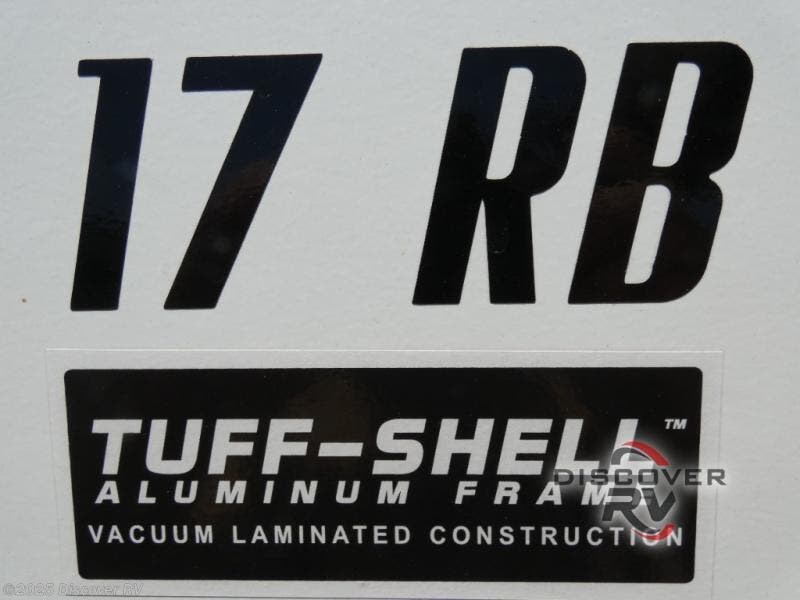 17 RB
TUFF-SHELL™
ALUMINUM FRAME
VACUUM LAMINATED CONSTRUCTION
DISCOVER
RV
©2025 Discover RV